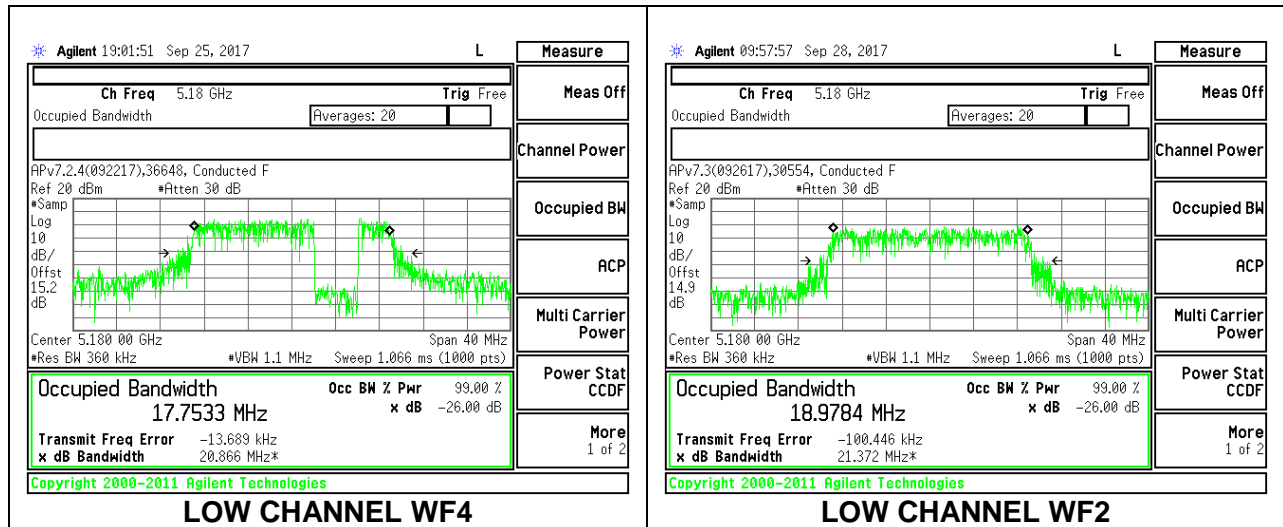 Agilent 19:01:51 Sep 25, 2017 L
Measure
Ch Freq 5.18 GHz Trig Free
Occupied Bandwidth Averages: 20
Meas Off
Channel Power
APv7.2.4(092217),36648, Conducted F
Ref 20 dBm #Atten 30 dB
#Samp
Log
10
dB/
Offst
15.2
dB
Occupied BW
ACP
Multi Carrier
Power
Center 5.180 00 GHz Span 40 MHz
#Res BW 360 kHz #VBW 1.1 MHz Sweep 1.066 ms (1000 pts)
Power Stat
CCDF
Occupied Bandwidth Occ BW % Pwr 99.00 %
17.7533 MHz x dB -26.00 dB
Transmit Freq Error -13.689 kHz
x dB Bandwidth 20.866 MHz*
More
1 of 2
Copyright 2000-2011 Agilent Technologies
LOW CHANNEL WF4
Agilent 09:57:57 Sep 28, 2017 L
Measure
Ch Freq 5.18 GHz Trig Free
Occupied Bandwidth Averages: 20
Meas Off
Channel Power
APv7.3(092617),30554, Conducted F
Ref 20 dBm #Atten 30 dB
#Samp
Log
10
dB/
Offst
14.9
dB
Occupied BW
ACP
Multi Carrier
Power
Center 5.180 00 GHz Span 40 MHz
#Res BW 360 kHz #VBW 1.1 MHz Sweep 1.066 ms (1000 pts)
Power Stat
CCDF
Occupied Bandwidth Occ BW % Pwr 99.00 %
18.9784 MHz x dB -26.00 dB
Transmit Freq Error -100.446 kHz
x dB Bandwidth 21.372 MHz*
More
1 of 2
Copyright 2000-2011 Agilent Technologies
LOW CHANNEL WF2